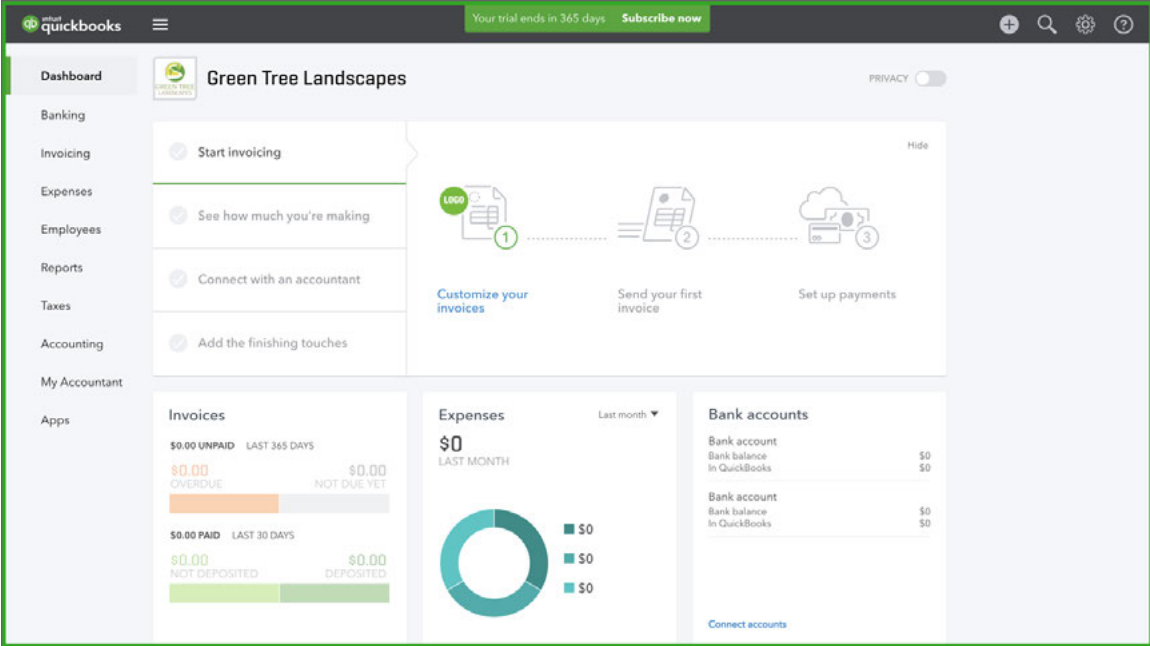 intuit
quickbooks
Your trial ends in 365 days Subscribe now
Dashboard
Banking
Invoicing
Expenses
Employees
Reports
Taxes
Accounting
My Accountant
Apps
GREEN TREE
LANDSCAPES
Green Tree Landscapes
PRIVACY
Start invoicing
See how much you're making
Connect with an accountant
Add the finishing touches
Hide
LOGO
1
2
3
Customize your
invoices
Send your first
invoice
Set up payments
Invoices
$0.00 UNPAID LAST 365 DAYS
$0.00 $0.00
OVERDUE NOT DUE YET
$0.00 PAID LAST 30 DAYS
$0.00 $0.00
NOT DEPOSITED DEPOSITED
Expenses Last month
$0
LAST MONTH
$0
$0
$0
Bank accounts
Bank account
Bank balance $0
In QuickBooks $0
Bank account
Bank balance $0
In QuickBooks $0
Connect accounts